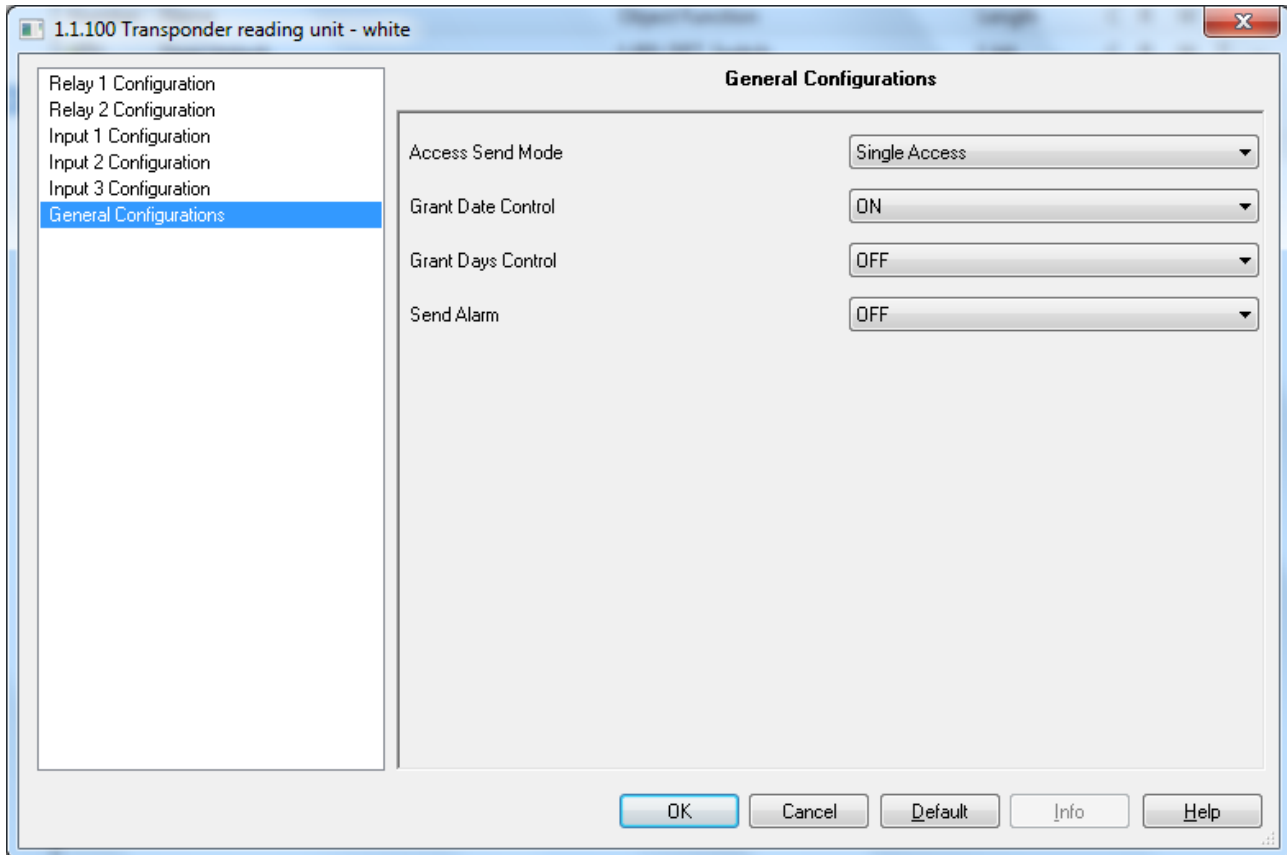 1.1.100 Transponder reading unit - white
Relay 1 Configuration
Relay 2 Configuration
Input 1 Configuration
Input 2 Configuration
Input 3 Configuration
General Configurations
General Configurations
Access Send Mode Single Access
Grant Date Control ON
Grant Days Control OFF
Send Alarm OFF
OK Cancel Default Info Help